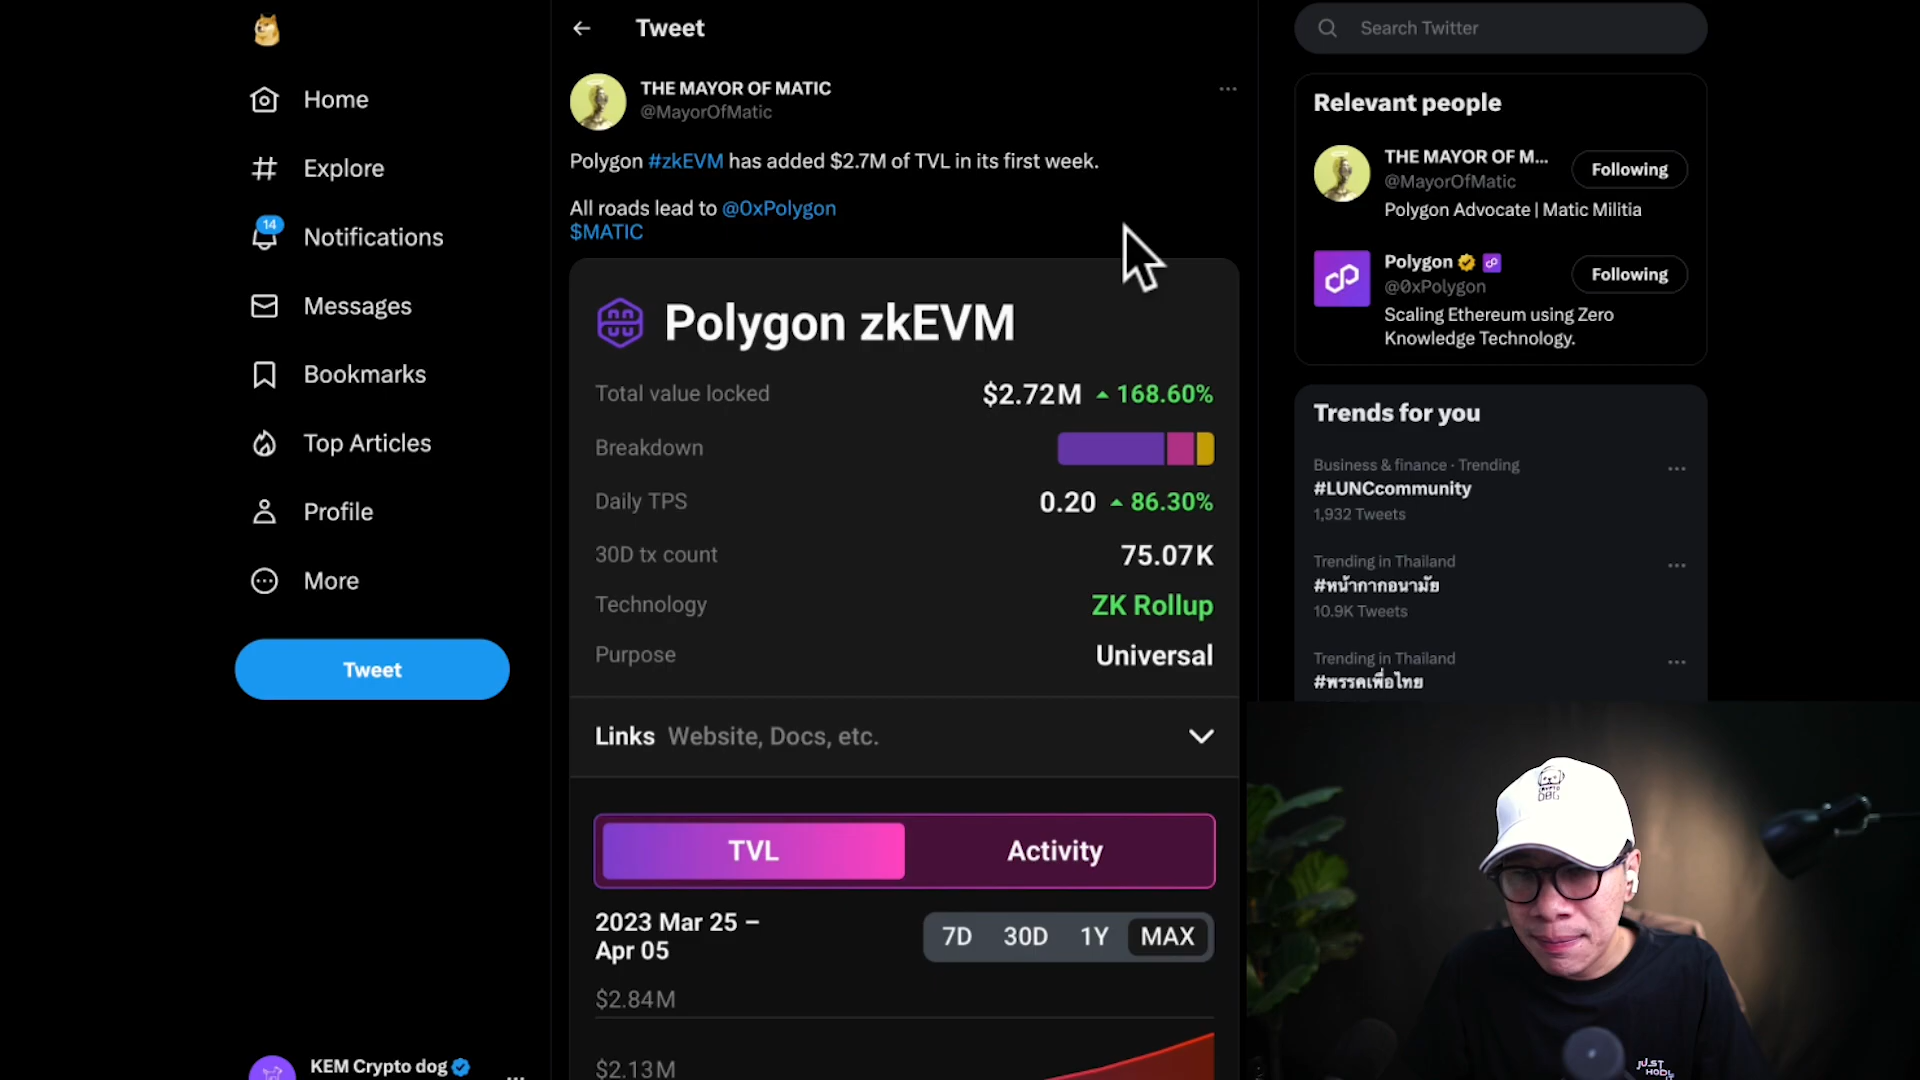 Home
Explore
14
Notifications
Messages
Bookmarks
Top Articles
Profile
More
Tweet
KEM Crypto dog
Tweet
THE MAYOR OF MATIC
@MayorOfMatic
Polygon #zkEVM has added $2.7M of TVL in its first week.
All roads lead to @0xPolygon
$MATIC
Polygon zkEVM
Total value locked $2.72M 168.60%
Breakdown
Daily TPS 0.20 86.30%
30D tx count 75.07K
Technology ZK Rollup
Purpose Universal
Links Website, Docs, etc.
TVL Activity
2023 Mar 25 –
Apr 05
7D 30D 1Y MAX
$2.84M
$2.13M
Search Twitter
Relevant people
THE MAYOR OF M...
@MayorOfMatic
Following
Polygon Advocate | Matic Militia
Polygon
@0xPolygon
Following
Scaling Ethereum using Zero
Knowledge Technology.
Trends for you
Business & finance · Trending
#LUNCcommunity
1,932 Tweets
Trending in Thailand
#หน้ากากอนามัย
10.9K Tweets
Trending in Thailand
#พรรคเพื่อไทย
CRYPTO
DOG
JUST
HODL